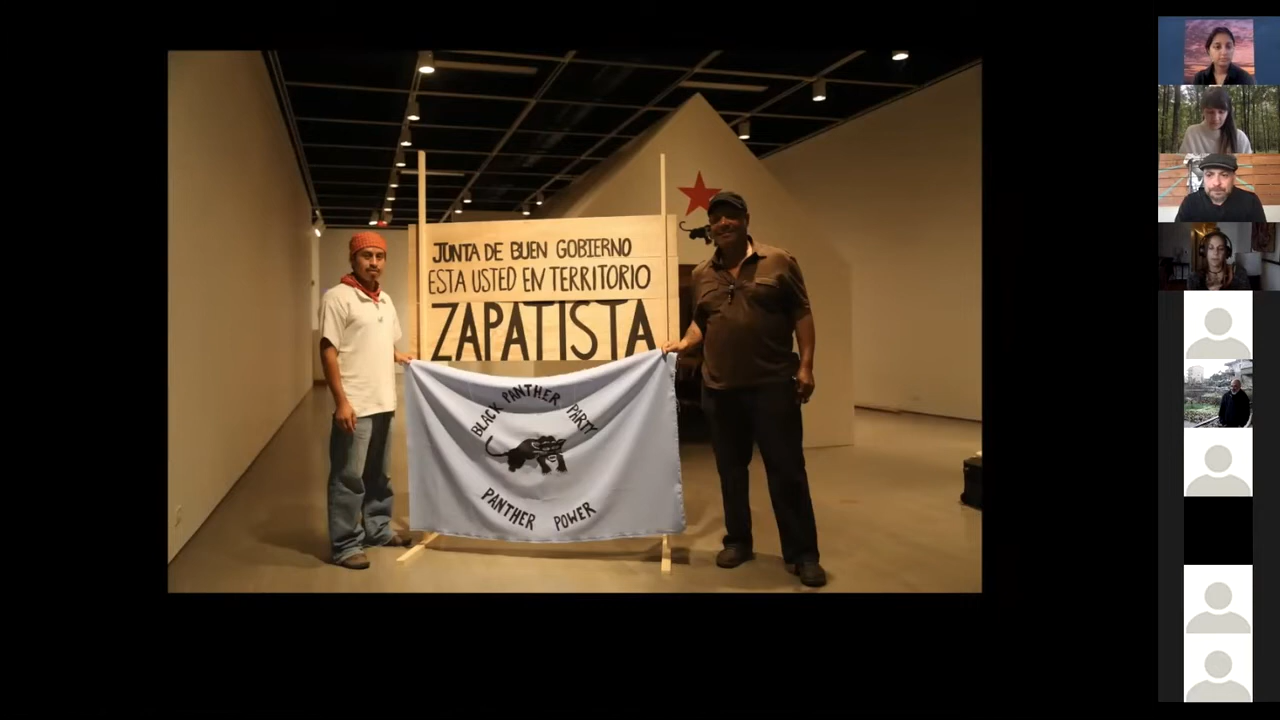 JUNTA DE BUEN GOBIERNO
ESTA USTED EN TERRITORIO
ZAPATISTA
BLACK PANTHER PARTY
PANTHER POWER